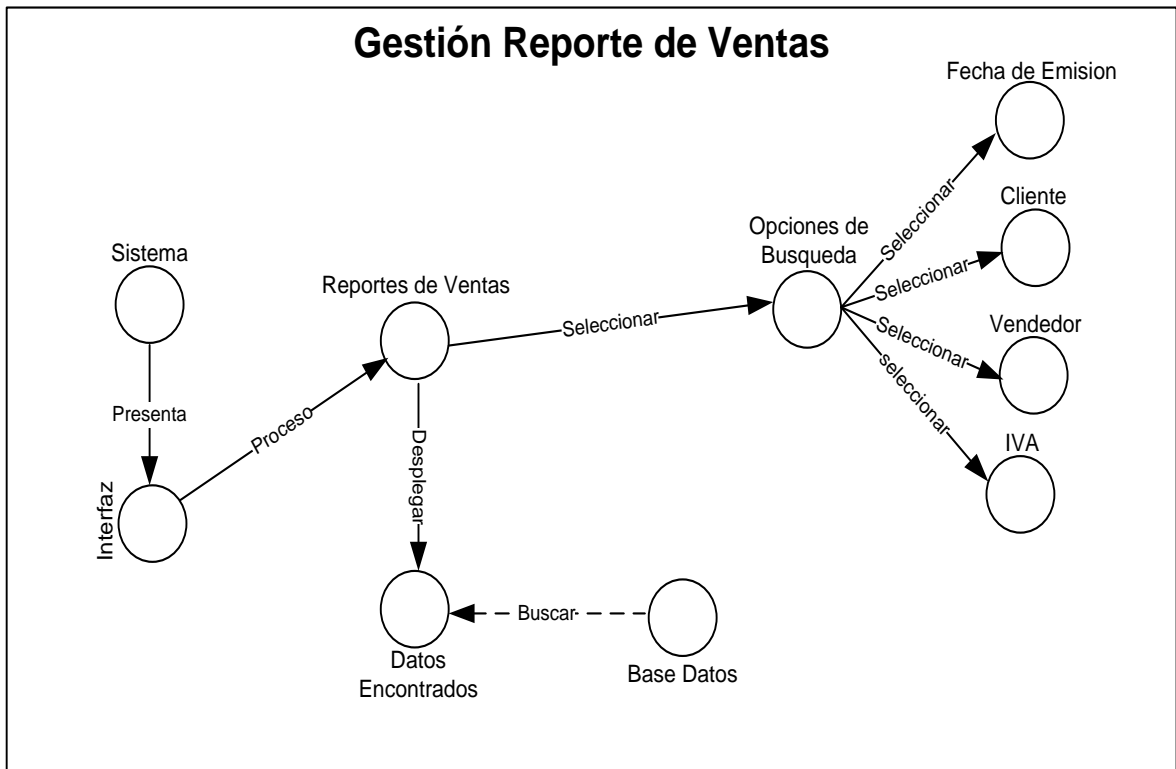 Gestión Reporte de Ventas
Fecha de Emision
Seleccionar
Cliente
Opciones de
Busqueda
Seleccionar
Sistema
Reportes de Ventas
Seleccionar
Vendedor
Seleccionar
seleccionar
Presenta
Proceso
Desplegar
IVA
Interfaz
Buscar
Datos
Encontrados
Base Datos